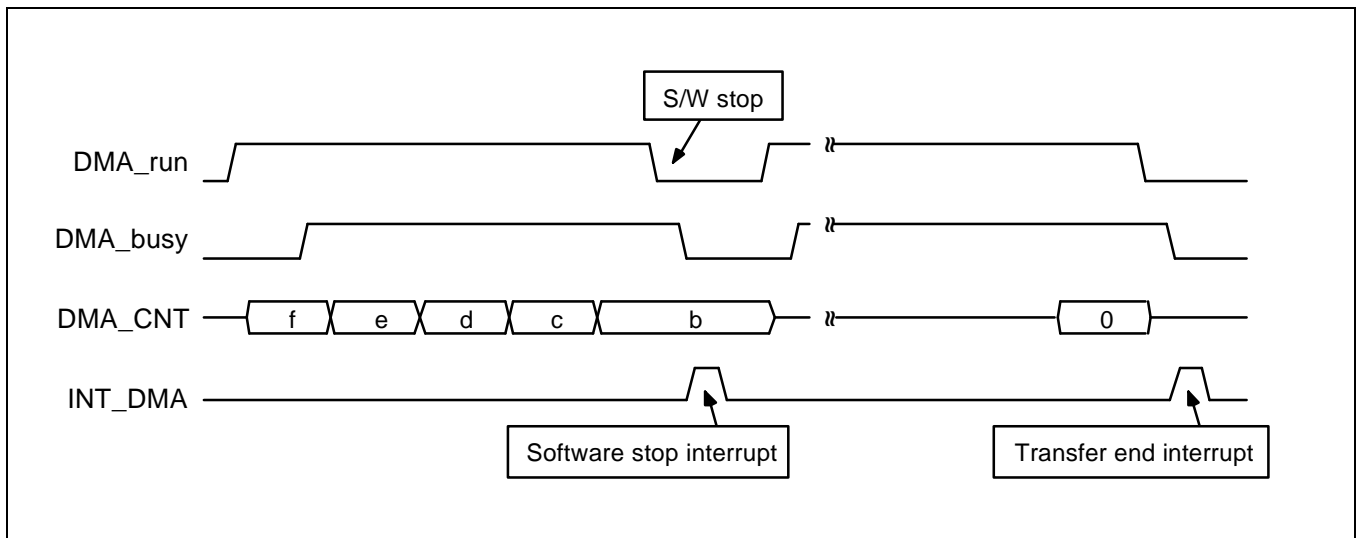 S/W stop
DMA_run
DMA_busy
DMA_CNT f e d c b 0
INT_DMA
Software stop interrupt Transfer end interrupt